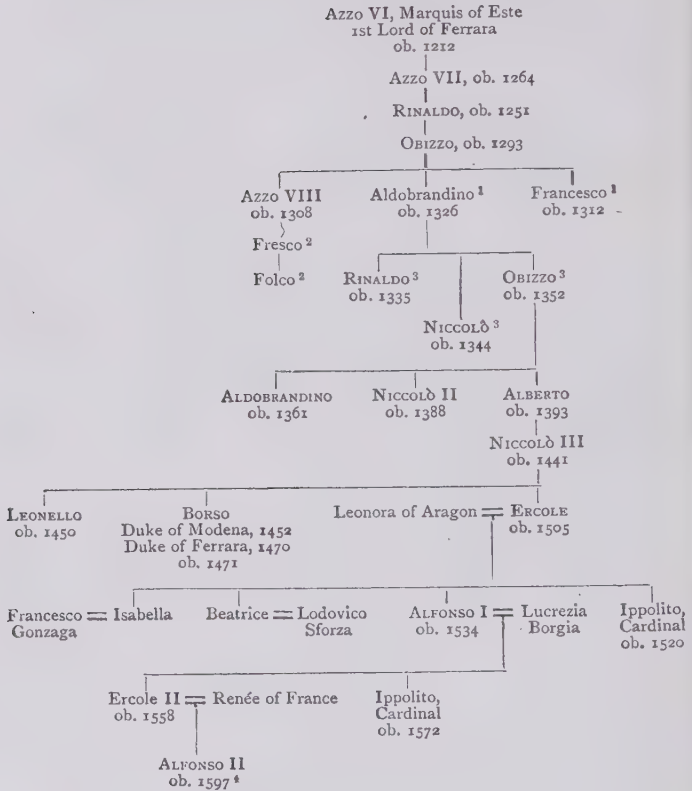 Azzo VI, Marquis of Este
1st Lord of Ferrara
ob. 1212
Azzo VII, ob. 1264
RINALDO, ob. 1251
OBIZZO, ob. 1293
AZZO VIII
ob. 1308
Aldobrandino ¹
ob. 1326
Francesco ¹
ob. 1312
Fresco ²
Folco ²
RINALDO ³
ob. 1335
OBIZZO ³
ob. 1352
NICCOLÒ ³
ob. 1344
ALDOBRANDINO
ob. 1361
NICCOLÒ II
ob. 1388
ALBERTO
ob. 1393
NICCOLÒ III
ob. 1441
LEONELLO
ob. 1450
BORSO
Duke of Modena, 1452
Duke of Ferrara, 1470
ob. 1471
Leonora of Aragon = ERCOLE
ob. 1505
Francesco = Isabella
Gonzaga
Beatrice = Lodovico
Sforza
ALFONSO I = Lucrezia
ob. 1534 Borgia
Ippolito,
Cardinal
ob. 1520
Ercole II = Renée of France
ob. 1558
Ippolito,
Cardinal
ob. 1572
ALFONSO II
ob. 1597 ⁴